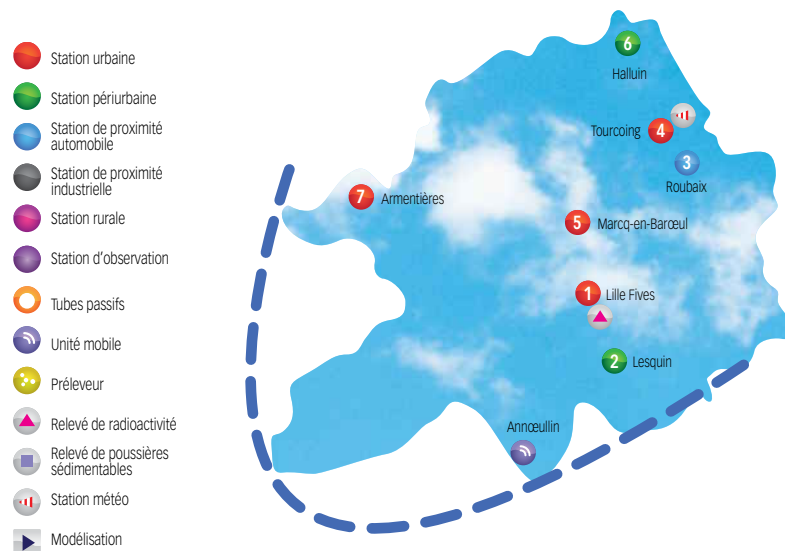 Station urbaine
Station périurbaine
Station de proximité
automobile
Station de proximité
industrielle
Station rurale
Station d'observation
Tubes passifs
Unité mobile
Préleveur
Relevé de radioactivité
Relevé de poussières
sédimentables
Station météo
Modélisation
6
Halluin
Tourcoing 4
3
Roubaix
7 Armentières
5 Marcq-en-Barœul
1 Lille Fives
2 Lesquin
Annœullin